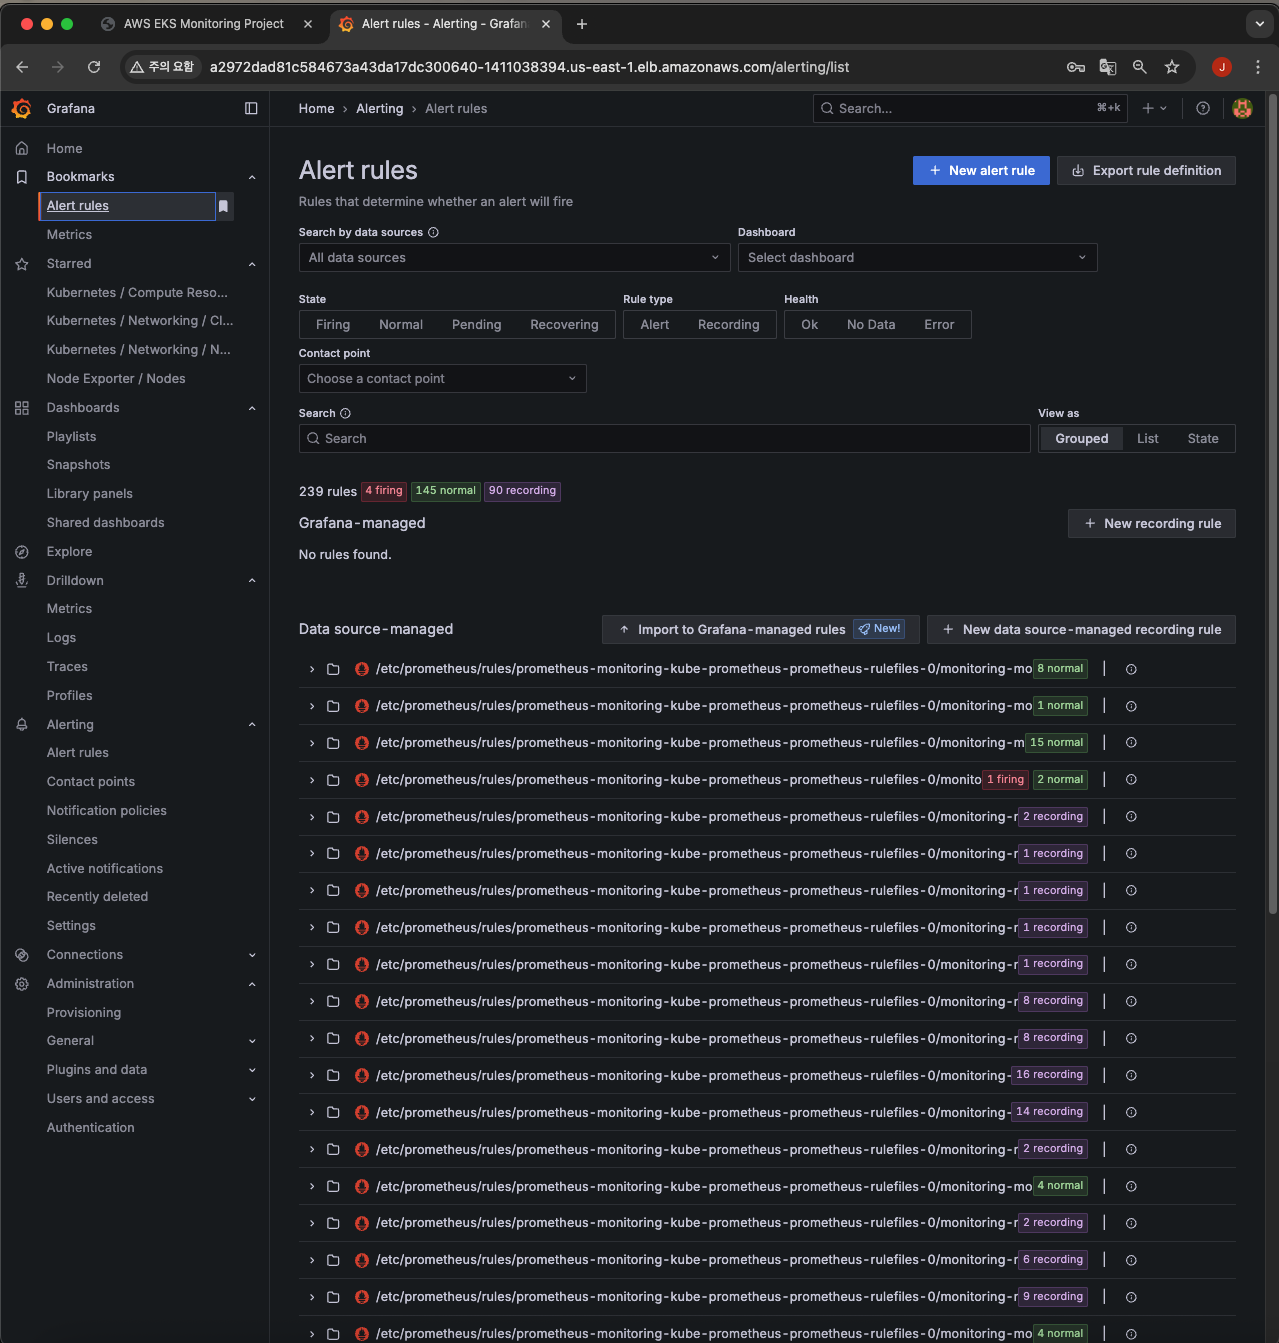 AWS EKS Monitoring Project
Alert rules - Alerting - Grafan
주의 요함
a2972dad81c584673a43da17dc300640-1411038394.us-east-1.elb.amazonaws.com/alerting/list
J
Grafana
Home › Alerting › Alert rules
Search... ⌘+k
Home
Bookmarks
Alert rules
Metrics
Starred
Kubernetes / Compute Reso...
Kubernetes / Networking / Cl...
Kubernetes / Networking / N...
Node Exporter / Nodes
Dashboards
Playlists
Snapshots
Library panels
Shared dashboards
Explore
Drilldown
Metrics
Logs
Traces
Profiles
Alerting
Alert rules
Contact points
Notification policies
Silences
Active notifications
Recently deleted
Settings
Connections
Administration
Provisioning
General
Plugins and data
Users and access
Authentication
Alert rules
+ New alert rule
Export rule definition
Rules that determine whether an alert will fire
Search by data sources
Dashboard
All data sources
Select dashboard
State
Rule type
Health
Firing Normal Pending Recovering
Alert Recording
Ok No Data Error
Contact point
Choose a contact point
Search
View as
Search
Grouped List State
239 rules 4 firing 145 normal 90 recording
Grafana-managed
+ New recording rule
No rules found.
Data source-managed
Import to Grafana-managed rules New!
+ New data source-managed recording rule
/etc/prometheus/rules/prometheus-monitoring-kube-prometheus-prometheus-rulefiles-0/monitoring-mo 8 normal
/etc/prometheus/rules/prometheus-monitoring-kube-prometheus-prometheus-rulefiles-0/monitoring-mo 1 normal
/etc/prometheus/rules/prometheus-monitoring-kube-prometheus-prometheus-rulefiles-0/monitoring-m 15 normal
/etc/prometheus/rules/prometheus-monitoring-kube-prometheus-prometheus-rulefiles-0/monito 1 firing 2 normal
/etc/prometheus/rules/prometheus-monitoring-kube-prometheus-prometheus-rulefiles-0/monitoring-r 2 recording
/etc/prometheus/rules/prometheus-monitoring-kube-prometheus-prometheus-rulefiles-0/monitoring-r 1 recording
/etc/prometheus/rules/prometheus-monitoring-kube-prometheus-prometheus-rulefiles-0/monitoring-r 1 recording
/etc/prometheus/rules/prometheus-monitoring-kube-prometheus-prometheus-rulefiles-0/monitoring-r 1 recording
/etc/prometheus/rules/prometheus-monitoring-kube-prometheus-prometheus-rulefiles-0/monitoring-r 1 recording
/etc/prometheus/rules/prometheus-monitoring-kube-prometheus-prometheus-rulefiles-0/monitoring-r 8 recording
/etc/prometheus/rules/prometheus-monitoring-kube-prometheus-prometheus-rulefiles-0/monitoring-r 8 recording
/etc/prometheus/rules/prometheus-monitoring-kube-prometheus-prometheus-rulefiles-0/monitoring- 16 recording
/etc/prometheus/rules/prometheus-monitoring-kube-prometheus-prometheus-rulefiles-0/monitoring- 14 recording
/etc/prometheus/rules/prometheus-monitoring-kube-prometheus-prometheus-rulefiles-0/monitoring-r 2 recording
/etc/prometheus/rules/prometheus-monitoring-kube-prometheus-prometheus-rulefiles-0/monitoring-mo 4 normal
/etc/prometheus/rules/prometheus-monitoring-kube-prometheus-prometheus-rulefiles-0/monitoring-r 2 recording
/etc/prometheus/rules/prometheus-monitoring-kube-prometheus-prometheus-rulefiles-0/monitoring-r 6 recording
/etc/prometheus/rules/prometheus-monitoring-kube-prometheus-prometheus-rulefiles-0/monitoring-r 9 recording
/etc/prometheus/rules/prometheus-monitoring-kube-prometheus-prometheus-rulefiles-0/monitoring-mo 4 normal